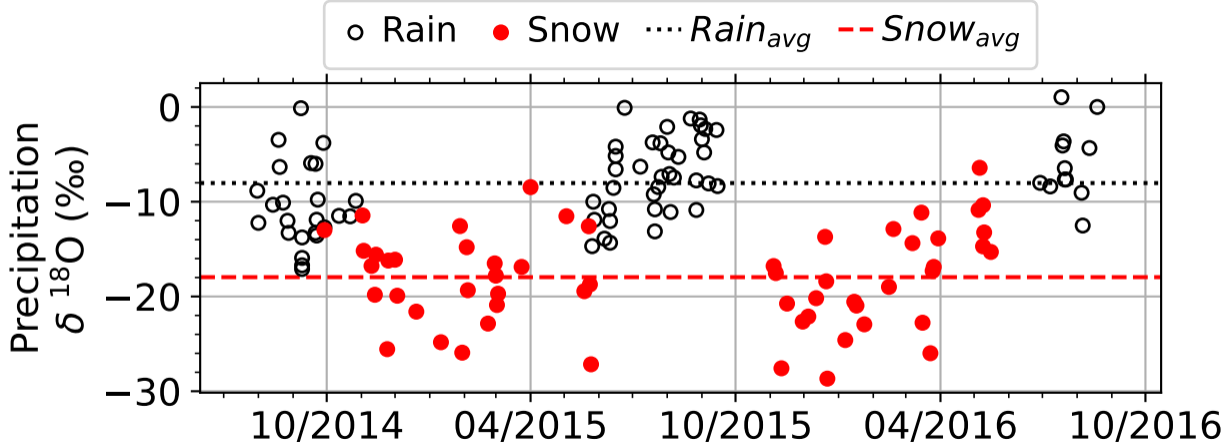 Rain Snow Rain_avg Snow_avg
Precipitation
δ ¹⁸O (‰)
0
−10
−20
−30
10/2014 04/2015 10/2015 04/2016 10/2016